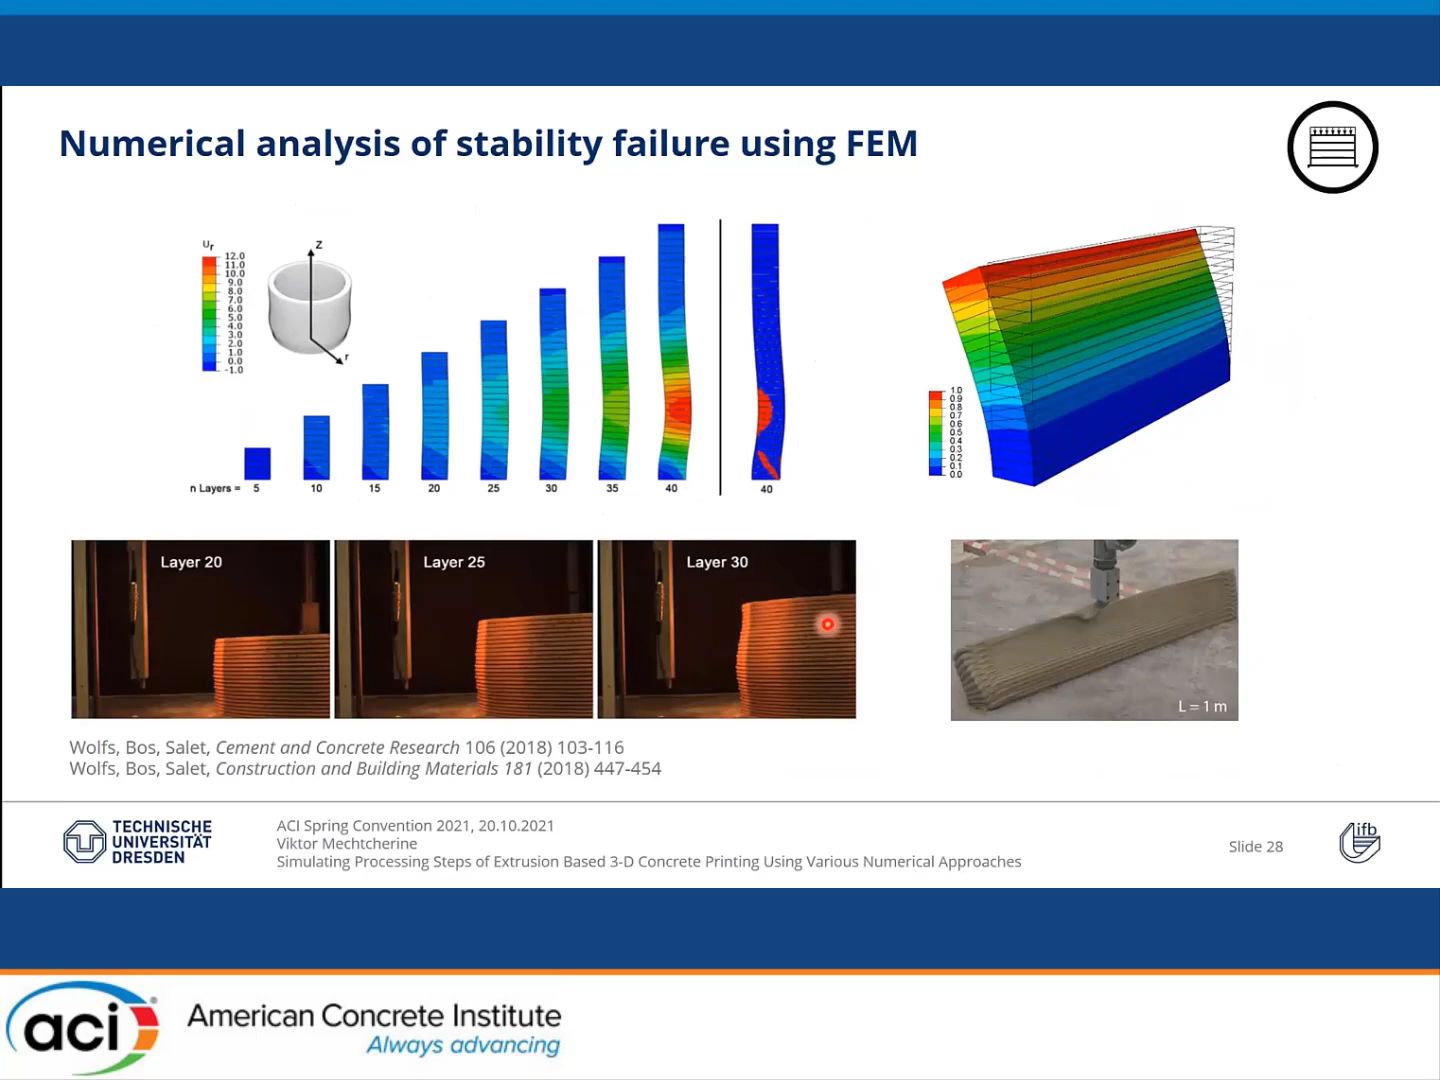 Numerical analysis of stability failure using FEM
Ur
12.0
11.0
10.0
9.0
8.0
7.0
6.0
5.0
4.0
3.0
2.0
1.0
0.0
-1.0
Z
r
n Layers = 5 10 15 20 25 30 35 40 40
1.0
0.9
0.8
0.7
0.6
0.5
0.4
0.3
0.2
0.1
0.0
Layer 20
Layer 25
Layer 30
L = 1 m
Wolfs, Bos, Salet, Cement and Concrete Research 106 (2018) 103-116
Wolfs, Bos, Salet, Construction and Building Materials 181 (2018) 447-454
TECHNISCHE
UNIVERSITÄT
DRESDEN
ACI Spring Convention 2021, 20.10.2021
Viktor Mechtcherine
Simulating Processing Steps of Extrusion Based 3-D Concrete Printing Using Various Numerical Approaches
Slide 28
ifb
aci
American Concrete Institute
Always advancing